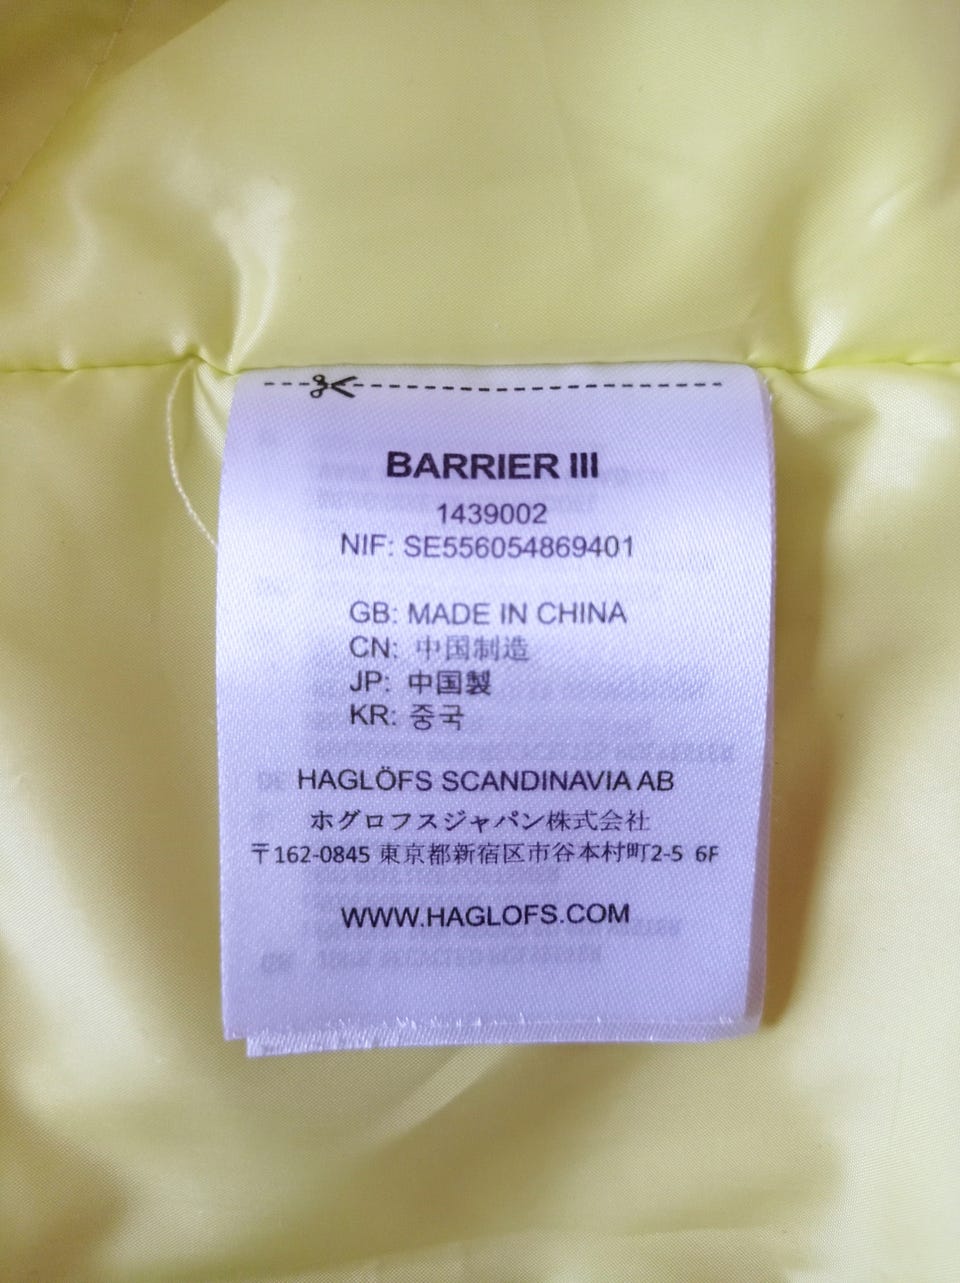 BARRIER III
1439002
NIF: SE556054869401
GB: MADE IN CHINA
CN: 中国制造
JP: 中国製
KR: 중국
HAGLÖFS SCANDINAVIA AB
ホグロフスジャパン株式会社
〒162-0845 東京都新宿区市谷本村町2-5 6F
WWW.HAGLOFS.COM